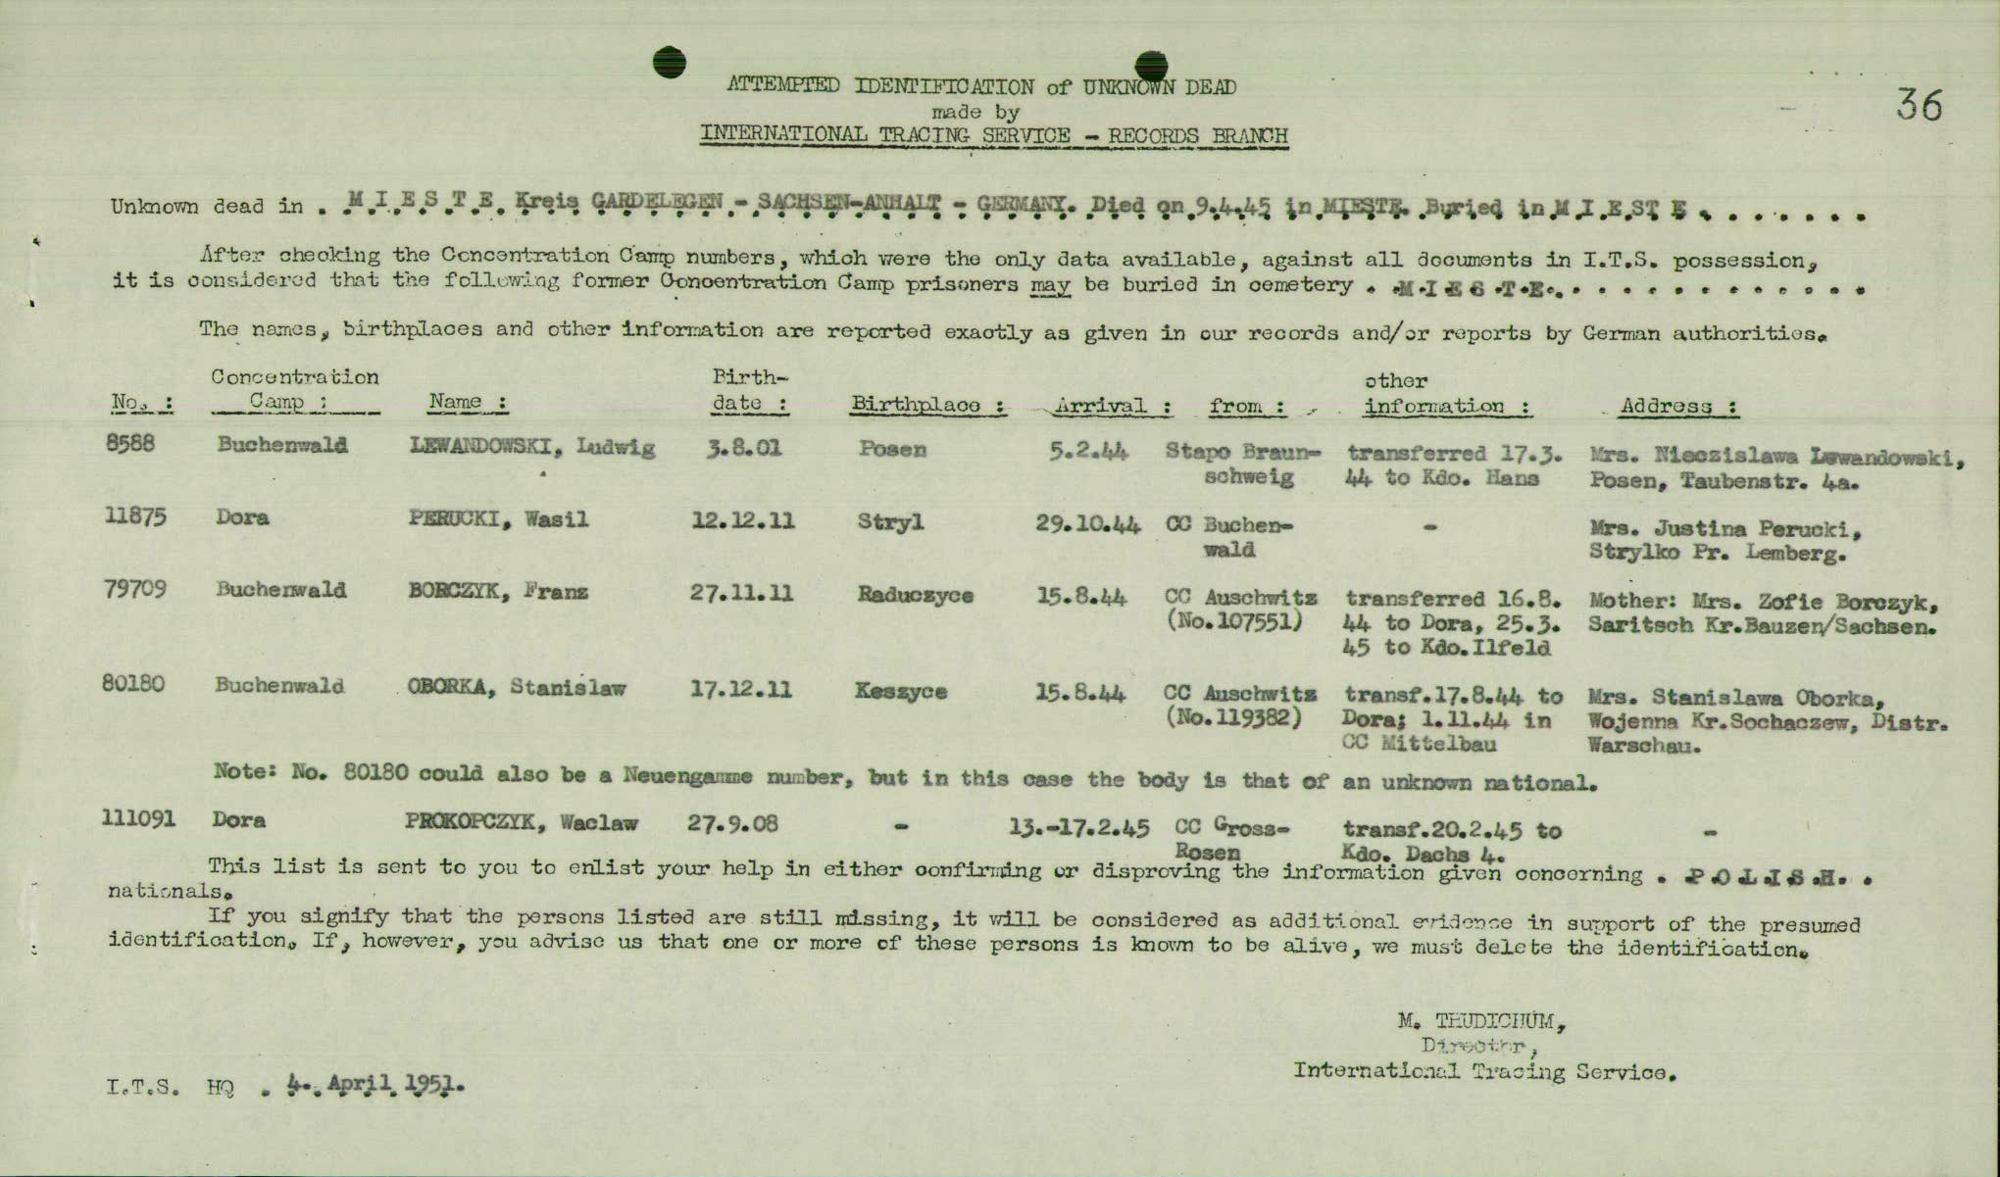 ATTEMPTED IDENTIFICATION of UNKNOWN DEAD
made by
INTERNATIONAL TRACING SERVICE - RECORDS BRANCH
36
Unknown dead in . M.I.E.S.T.E. Kreis GARDELEGEN - SACHSEN-ANHALT - GERMANY. Died on 9.4.45 in MIESTE. Buried in M.I.E.ST E . . . . . . .
After checking the Concentration Camp numbers, which were the only data available, against all documents in I.T.S. possession,
it is considered that the following former Concentration Camp prisoners may be buried in cemetery . M I E S T E . . . . . . . . . . . . .
The names, birthplaces and other information are reported exactly as given in our records and/or reports by German authorities.
No. : Concentration Camp : Name : Birth-date : Birthplace : Arrival : from : other information : Address :
8588 Buchenwald LEWANDOWSKI, Ludwig 3.8.01 Posen 5.2.44 Stapo Braun- transferred 17.3. Mrs. Nieczislawa Lewandowski,
schweig 44 to Kdo. Hans Posen, Taubenstr. 4a.
11875 Dora PERUCKI, Wasil 12.12.11 Stryl 29.10.44 CC Buchen- - Mrs. Justina Perucki,
wald Strylko Pr. Lemberg.
79709 Buchenwald BORCZYK, Franz 27.11.11 Raduczyce 15.8.44 CC Auschwitz transferred 16.8. Mother: Mrs. Zofie Borczyk,
(No.107551) 44 to Dora, 25.3. Saritsch Kr.Bauzen/Sachsen.
45 to Kdo.Ilfeld
80180 Buchenwald OBORKA, Stanislaw 17.12.11 Keszyce 15.8.44 CC Auschwitz transf.17.8.44 to Mrs. Stanislawa Oborka,
(No.119382) Dora; 1.11.44 in Wojenna Kr.Sochaczew, Distr.
CC Mittelbau Warschau.
Note: No. 80180 could also be a Neuengamme number, but in this case the body is that of an unknown national.
111091 Dora PROKOPCZYK, Waclaw 27.9.08 - 13.-17.2.45 CC Gross- transf.20.2.45 to -
Rosen Kdo. Dachs 4.
This list is sent to you to enlist your help in either confirming or disproving the information given concerning . P.O.L.I.S.H. .
nationals.
If you signify that the persons listed are still missing, it will be considered as additional evidence in support of the presumed
identification. If, however, you advise us that one or more of these persons is known to be alive, we must delete the identification.
M. THUDICHUM,
Director,
International Tracing Service.
I.T.S. HQ . 4. April 1951.